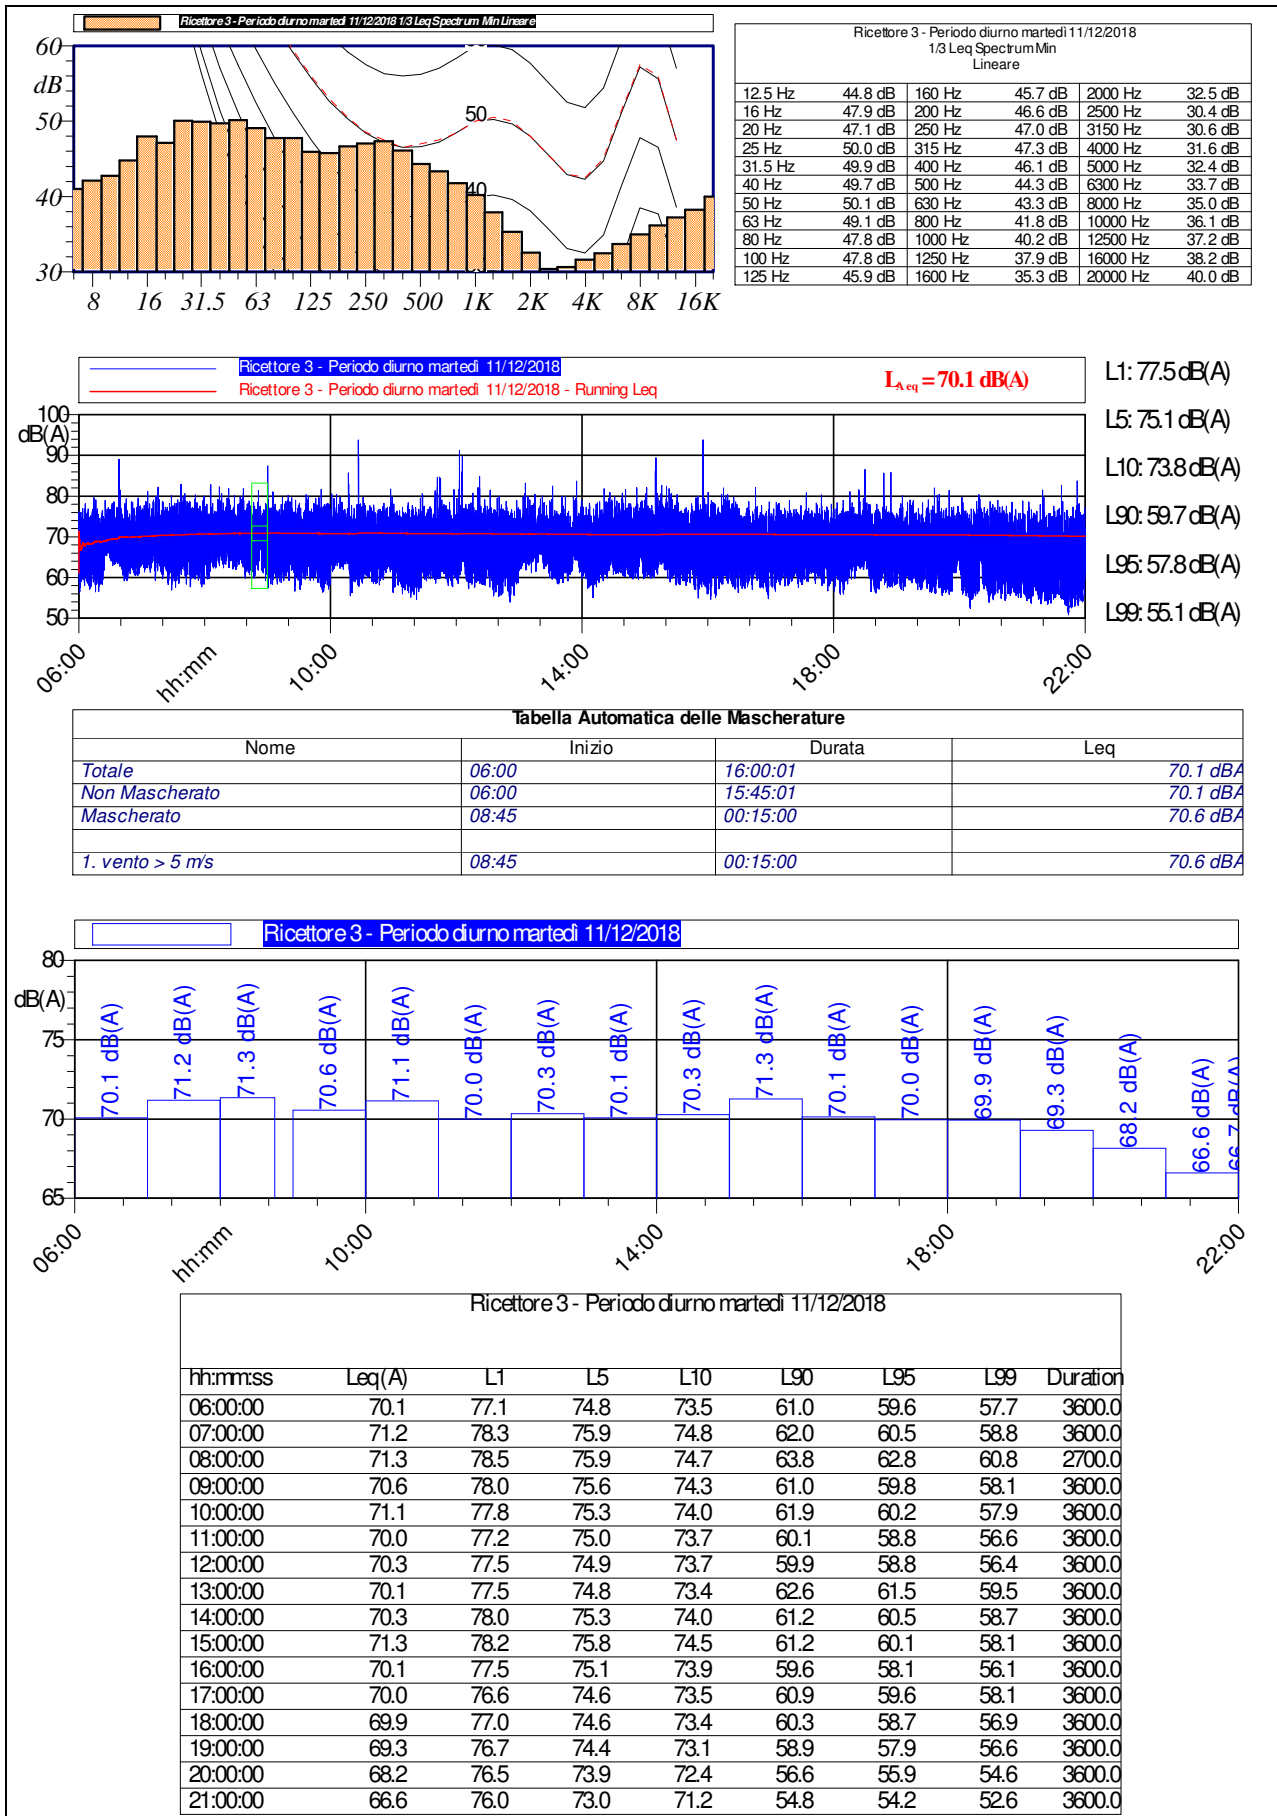 Ricettore 3 - Periodo diurno martedì 11/12/2018 1/3 Leq Spectrum Min Lineare
60
dB
50
40
30
50
40
8 16 31.5 63 125 250 500 1K 2K 4K 8K 16K
Ricettore 3 - Periodo diurno martedì 11/12/2018
1/3 Leq Spectrum Min
Lineare
12.5 Hz 44.8 dB 160 Hz 45.7 dB 2000 Hz 32.5 dB
16 Hz 47.9 dB 200 Hz 46.6 dB 2500 Hz 30.4 dB
20 Hz 47.1 dB 250 Hz 47.0 dB 3150 Hz 30.6 dB
25 Hz 50.0 dB 315 Hz 47.3 dB 4000 Hz 31.6 dB
31.5 Hz 49.9 dB 400 Hz 46.1 dB 5000 Hz 32.4 dB
40 Hz 49.7 dB 500 Hz 44.3 dB 6300 Hz 33.7 dB
50 Hz 50.1 dB 630 Hz 43.3 dB 8000 Hz 35.0 dB
63 Hz 49.1 dB 800 Hz 41.8 dB 10000 Hz 36.1 dB
80 Hz 47.8 dB 1000 Hz 40.2 dB 12500 Hz 37.2 dB
100 Hz 47.8 dB 1250 Hz 37.9 dB 16000 Hz 38.2 dB
125 Hz 45.9 dB 1600 Hz 35.3 dB 20000 Hz 40.0 dB
Ricettore 3 - Periodo diurno martedì 11/12/2018
Ricettore 3 - Periodo diurno martedì 11/12/2018 - Running Leq
LA eq = 70.1 dB(A)
L1: 77.5 dB(A)
L5: 75.1 dB(A)
L10: 73.8 dB(A)
L90: 59.7 dB(A)
L95: 57.8 dB(A)
L99: 55.1 dB(A)
100
dB(A)
90
80
70
60
50
06:00 hh:mm 10:00 14:00 18:00 22:00
Tabella Automatica delle Mascherature
Nome Inizio Durata Leq
Totale 06:00 16:00:01 70.1 dBA
Non Mascherato 06:00 15:45:01 70.1 dBA
Mascherato 08:45 00:15:00 70.6 dBA
1. vento > 5 m/s 08:45 00:15:00 70.6 dBA
Ricettore 3 - Periodo diurno martedì 11/12/2018
80
dB(A)
75
70
65
70.1 dB(A) 71.2 dB(A) 71.3 dB(A) 70.6 dB(A) 71.1 dB(A) 70.0 dB(A) 70.3 dB(A) 70.1 dB(A) 70.3 dB(A) 71.3 dB(A) 70.1 dB(A) 70.0 dB(A) 69.9 dB(A) 69.3 dB(A) 68.2 dB(A) 66.6 dB(A) 66.7 dB(A)
06:00 hh:mm 10:00 14:00 18:00 22:00
Ricettore 3 - Periodo diurno martedì 11/12/2018
hh:mm:ss Leq(A) L1 L5 L10 L90 L95 L99 Duration
06:00:00 70.1 77.1 74.8 73.5 61.0 59.6 57.7 3600.0
07:00:00 71.2 78.3 75.9 74.8 62.0 60.5 58.8 3600.0
08:00:00 71.3 78.5 75.9 74.7 63.8 62.8 60.8 2700.0
09:00:00 70.6 78.0 75.6 74.3 61.0 59.8 58.1 3600.0
10:00:00 71.1 77.8 75.3 74.0 61.9 60.2 57.9 3600.0
11:00:00 70.0 77.2 75.0 73.7 60.1 58.8 56.6 3600.0
12:00:00 70.3 77.5 74.9 73.7 59.9 58.8 56.4 3600.0
13:00:00 70.1 77.5 74.8 73.4 62.6 61.5 59.5 3600.0
14:00:00 70.3 78.0 75.3 74.0 61.2 60.5 58.7 3600.0
15:00:00 71.3 78.2 75.8 74.5 61.2 60.1 58.1 3600.0
16:00:00 70.1 77.5 75.1 73.9 59.6 58.1 56.1 3600.0
17:00:00 70.0 76.6 74.6 73.5 60.9 59.6 58.1 3600.0
18:00:00 69.9 77.0 74.6 73.4 60.3 58.7 56.9 3600.0
19:00:00 69.3 76.7 74.4 73.1 58.9 57.9 56.6 3600.0
20:00:00 68.2 76.5 73.9 72.4 56.6 55.9 54.6 3600.0
21:00:00 66.6 76.0 73.0 71.2 54.8 54.2 52.6 3600.0